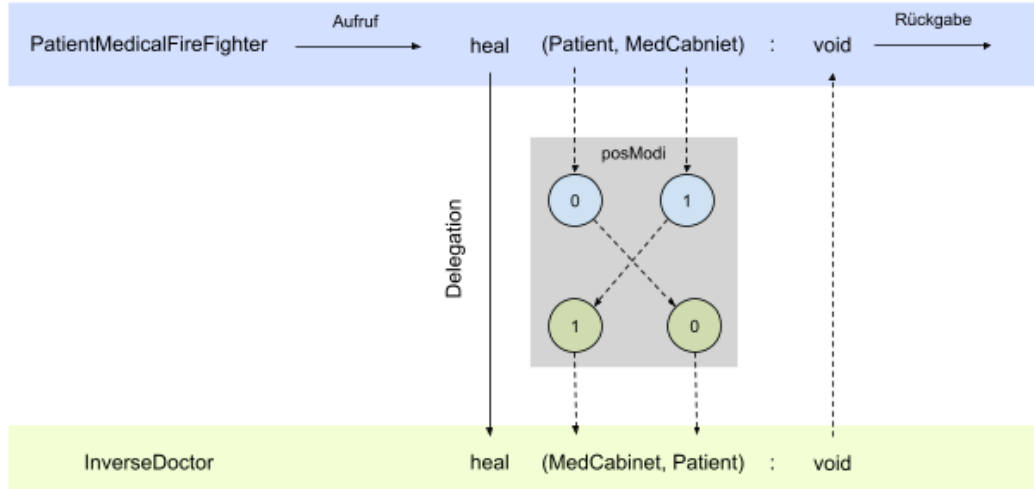 Aufruf
Rückgabe
PatientMedicalFireFighter heal (Patient, MedCabniet) : void
posModi
0 1
Delegation
1 0
InverseDoctor heal (MedCabinet, Patient) : void